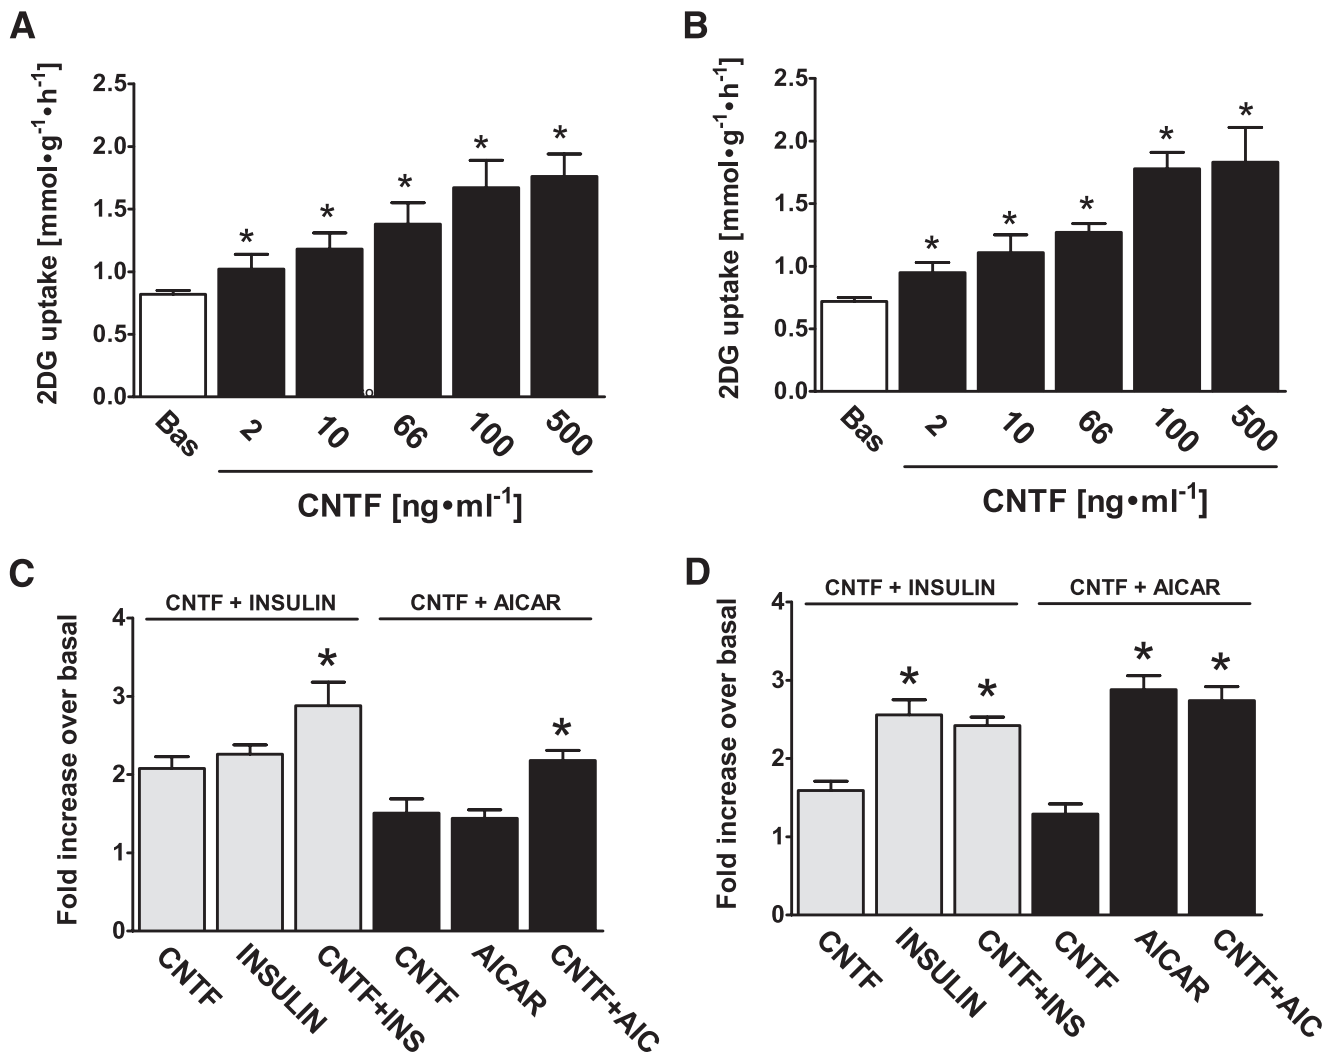 A
2DG uptake [mmol•g-1•h-1]
2.5
2.0
1.5
1.0
0.5
0.0
* * * * *
Bas 2 10 66 100 500
CNTF [ng•ml-1]
B
2DG uptake [mmol•g-1•h-1]
2.5
2.0
1.5
1.0
0.5
0.0
* * * * *
Bas 2 10 66 100 500
CNTF [ng•ml-1]
C
Fold increase over basal
CNTF + INSULIN CNTF + AICAR
4
3
2
1
0
* *
CNTF INSULIN CNTF+INS CNTF AICAR CNTF+AIC
D
Fold increase over basal
CNTF + INSULIN CNTF + AICAR
4
3
2
1
0
* * * *
CNTF INSULIN CNTF+INS CNTF AICAR CNTF+AIC